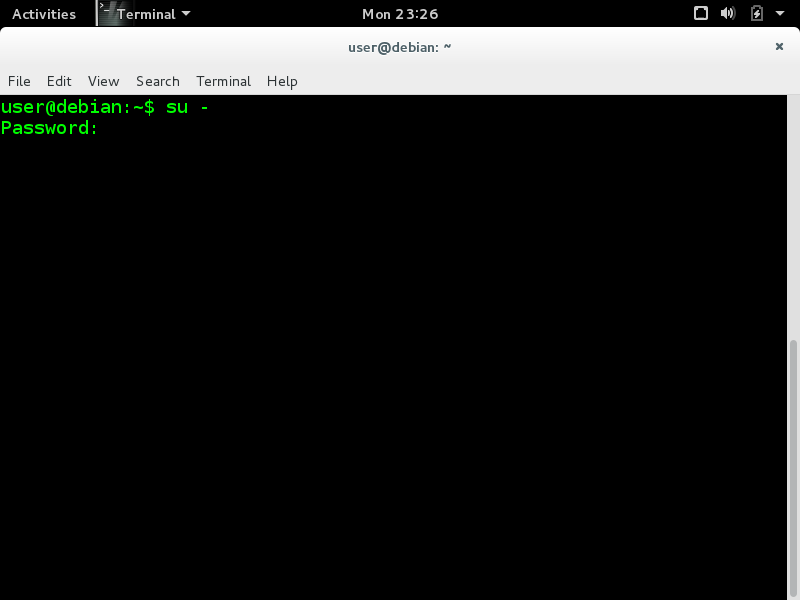 Activities Terminal Mon 23:26
user@debian: ~
File Edit View Search Terminal Help
user@debian:~$ su -
Password: